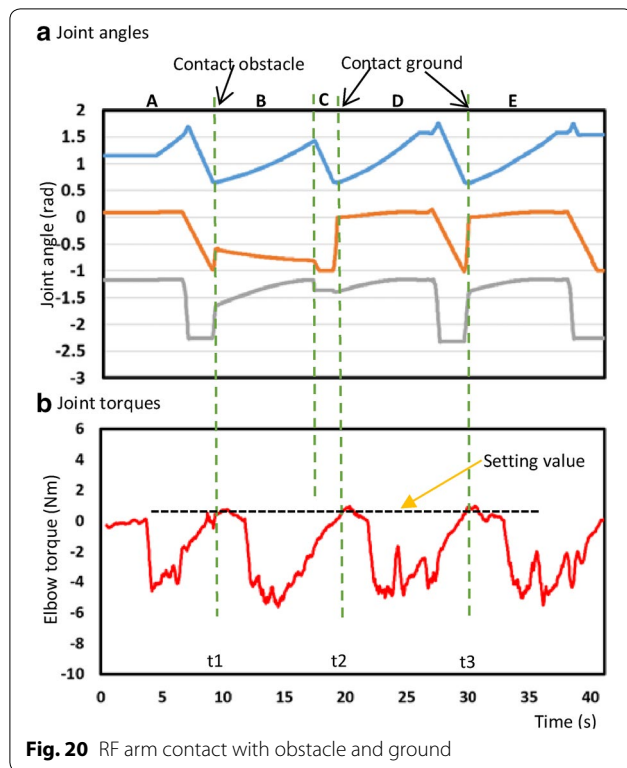 a Joint angles
Contact obstacle
Contact ground
A B C D E
2
1.5
1
0.5
0
-0.5
-1
-1.5
-2
-2.5
-3
Joint angle (rad)
b Joint torques
6
4
2
0
-2
-4
-6
-8
-10
Elbow torque (Nm)
Setting value
t1 t2 t3
0 5 10 15 20 25 30 35 40
Time (s)
Fig. 20 RF arm contact with obstacle and ground